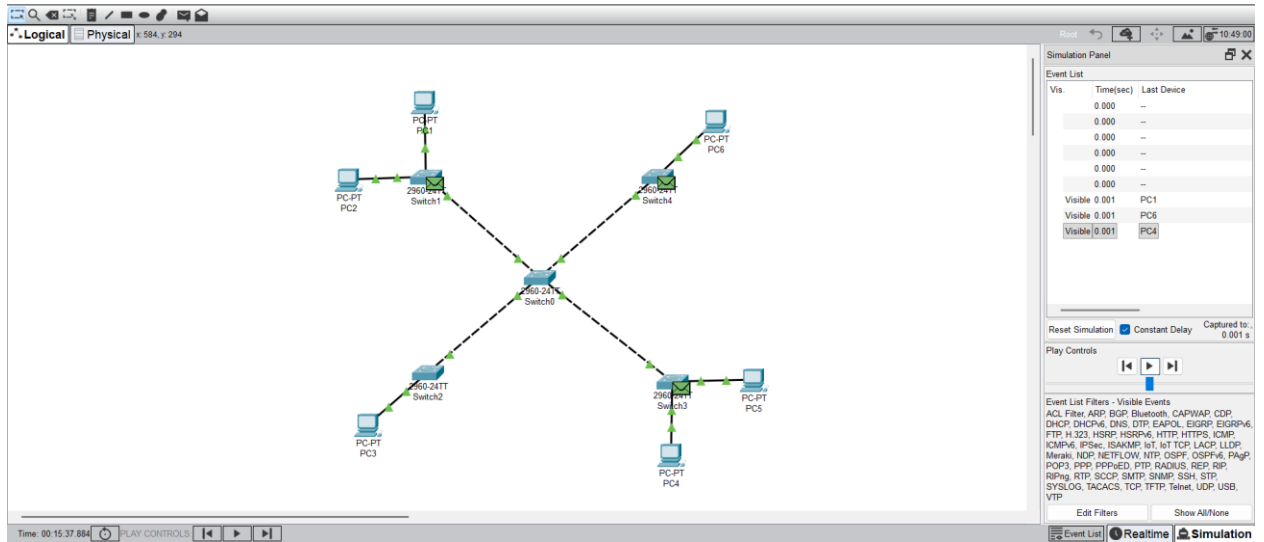 Logical Physical x: 584, y: 294 Root 10:49:00
PC-PT
PC1
PC-PT
PC2
2960-24TT
Switch1
PC-PT
PC6
2960-24TT
Switch4
2960-24TT
Switch0
2960-24TT
Switch2
PC-PT
PC3
2960-24TT
Switch3
PC-PT
PC5
PC-PT
PC4
Simulation Panel
Event List
Vis. Time(sec) Last Device
0.000 --
0.000 --
0.000 --
0.000 --
0.000 --
0.000 --
Visible 0.001 PC1
Visible 0.001 PC6
Visible 0.001 PC4
Reset Simulation Constant Delay Captured to:,
0.001 s
Play Controls
Event List Filters - Visible Events
ACL Filter, ARP, BGP, Bluetooth, CAPWAP, CDP,
DHCP, DHCPv6, DNS, DTP, EAPOL, EIGRP, EIGRPv6,
FTP, H.323, HSRP, HSRPv6, HTTP, HTTPS, ICMP,
ICMPv6, IPSec, ISAKMP, IoT, IoT TCP, LACP, LLDP,
Meraki, NDP, NETFLOW, NTP, OSPF, OSPFv6, PAgP,
POP3, PPP, PPPoED, PTP, RADIUS, REP, RIP,
RIPng, RTP, SCCP, SMTP, SNMP, SSH, STP,
SYSLOG, TACACS, TCP, TFTP, Telnet, UDP, USB,
VTP
Edit Filters Show All/None
Time: 00:15:37.884 PLAY CONTROLS: Event List Realtime Simulation